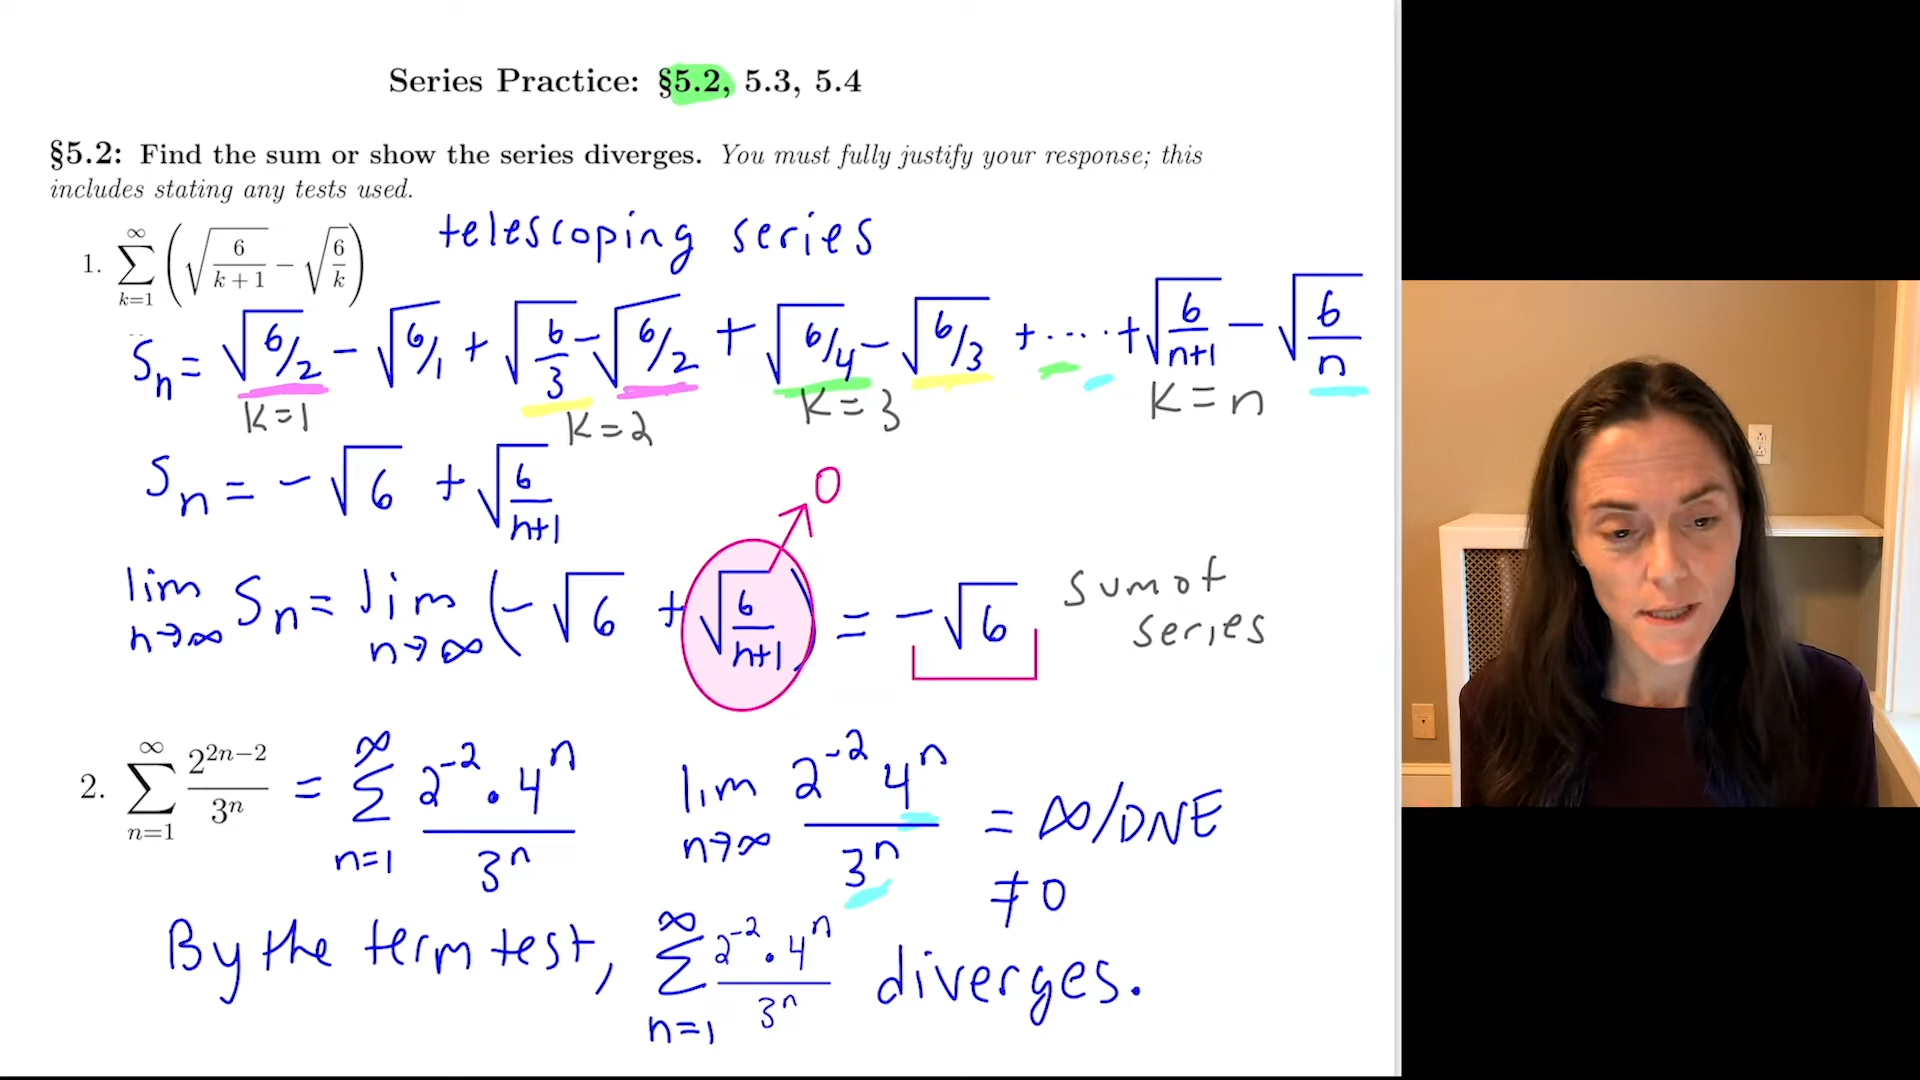 Series Practice: §5.2, 5.3, 5.4
§5.2: Find the sum or show the series diverges. You must fully justify your response; this
includes stating any tests used.
1. ∑_{k=1}^{∞} (√(6/(k+1)) − √(6/k)) telescoping series
S_n = √(6/2) − √(6/1) + √(6/3) − √(6/2) + √(6/4) − √(6/3) + ⋯ + √(6/(n+1)) − √(6/n)
K=1 K=2 K=3 K=n
S_n = −√6 + √(6/(n+1))
0
lim_{n→∞} S_n = lim_{n→∞} (−√6 + √(6/(n+1))) = −√6 sum of
series
2. ∑_{n=1}^{∞} 2^{2n−2}/3^n = ∑_{n=1}^{∞} (2^{-2}·4^n)/3^n lim_{n→∞} (2^{-2} 4^n)/3^n = ∞/DNE
≠0
By the term test, ∑_{n=1}^{∞} (2^{-2}·4^n)/3^n diverges.